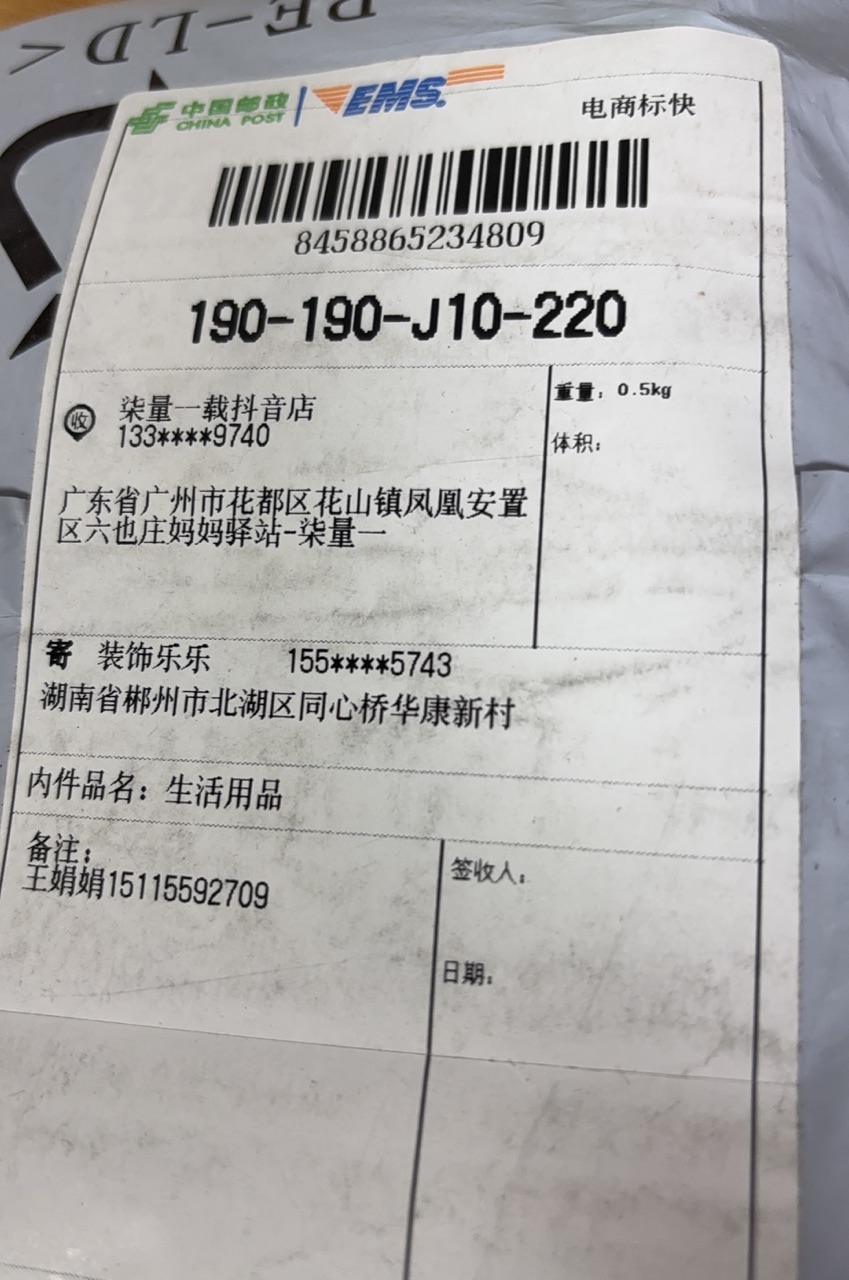 PE-LD<
中国邮政
CHINA POST
EMS
电商标快
8458865234809
190-190-J10-220
收
柒量一载抖音店
133****9740
重量：0.5kg
体积：
广东省广州市花都区花山镇凤凰安置
区六也庄妈妈驿站-柒量一
寄 装饰乐乐 155****5743
湖南省郴州市北湖区同心桥华康新村
内件品名：生活用品
备注：
王娟娟15115592709
签收人：
日期：